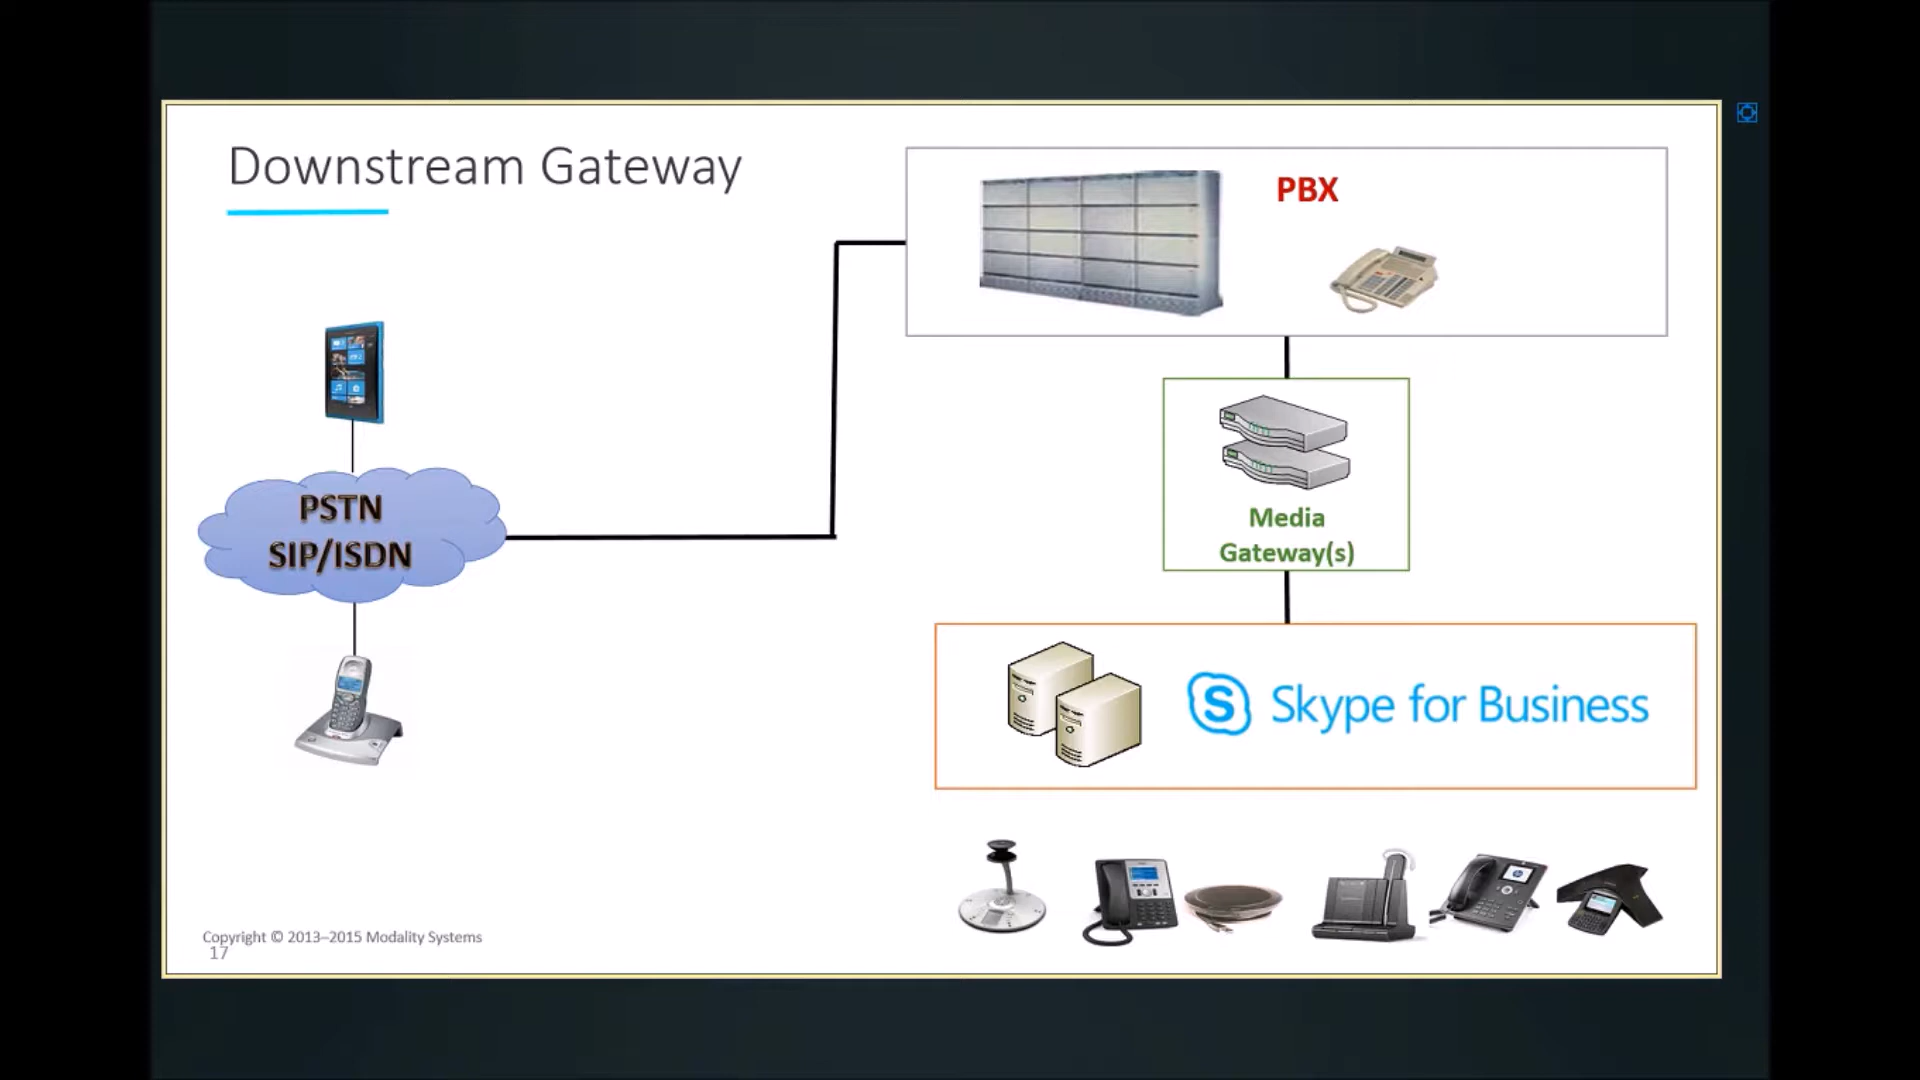 Downstream Gateway
PBX
PSTN
SIP/ISDN
Media
Gateway(s)
Skype for Business
Copyright © 2013–2015 Modality Systems
17